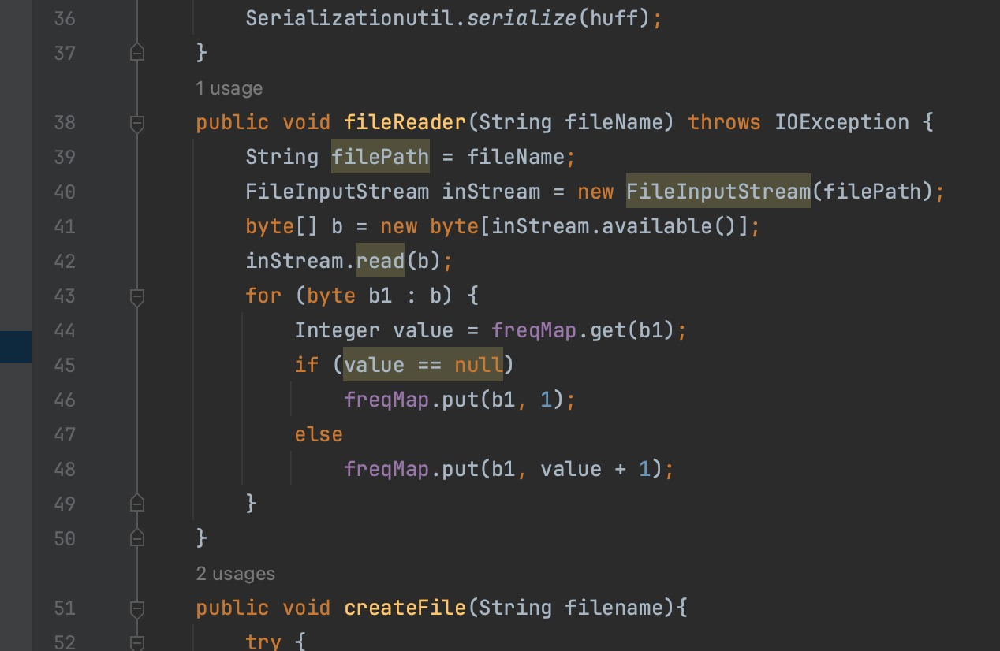 36 Serializationutil.serialize(huff);
37 }
1 usage
38 public void fileReader(String fileName) throws IOException {
39 String filePath = fileName;
40 FileInputStream inStream = new FileInputStream(filePath);
41 byte[] b = new byte[inStream.available()];
42 inStream.read(b);
43 for (byte b1 : b) {
44 Integer value = freqMap.get(b1);
45 if (value == null)
46 freqMap.put(b1, 1);
47 else
48 freqMap.put(b1, value + 1);
49 }
50 }
2 usages
51 public void createFile(String filename){
52 try {